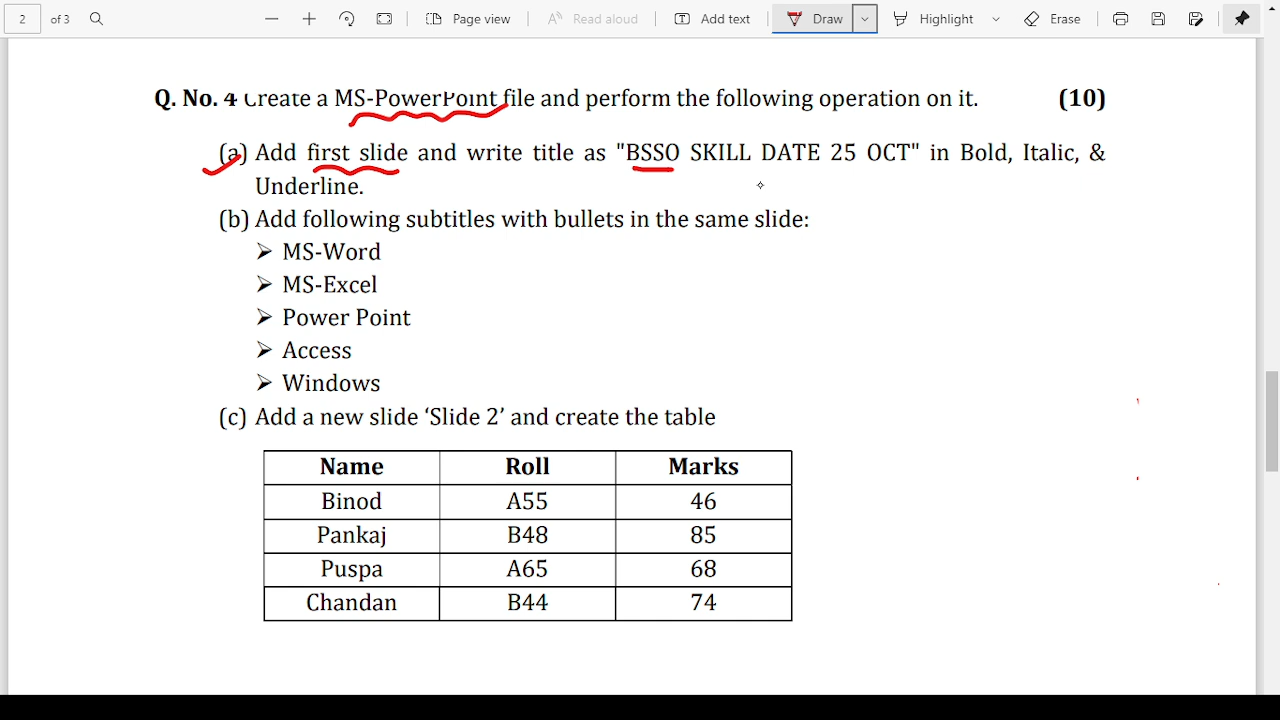 2 of 3 Page view Read aloud Add text Draw Highlight Erase
Q. No. 4 Create a MS-PowerPoint file and perform the following operation on it. (10)
(a) Add first slide and write title as "BSSO SKILL DATE 25 OCT" in Bold, Italic, &
Underline.
(b) Add following subtitles with bullets in the same slide:
➢ MS-Word
➢ MS-Excel
➢ Power Point
➢ Access
➢ Windows
(c) Add a new slide ‘Slide 2’ and create the table
Name Roll Marks
Binod A55 46
Pankaj B48 85
Puspa A65 68
Chandan B44 74